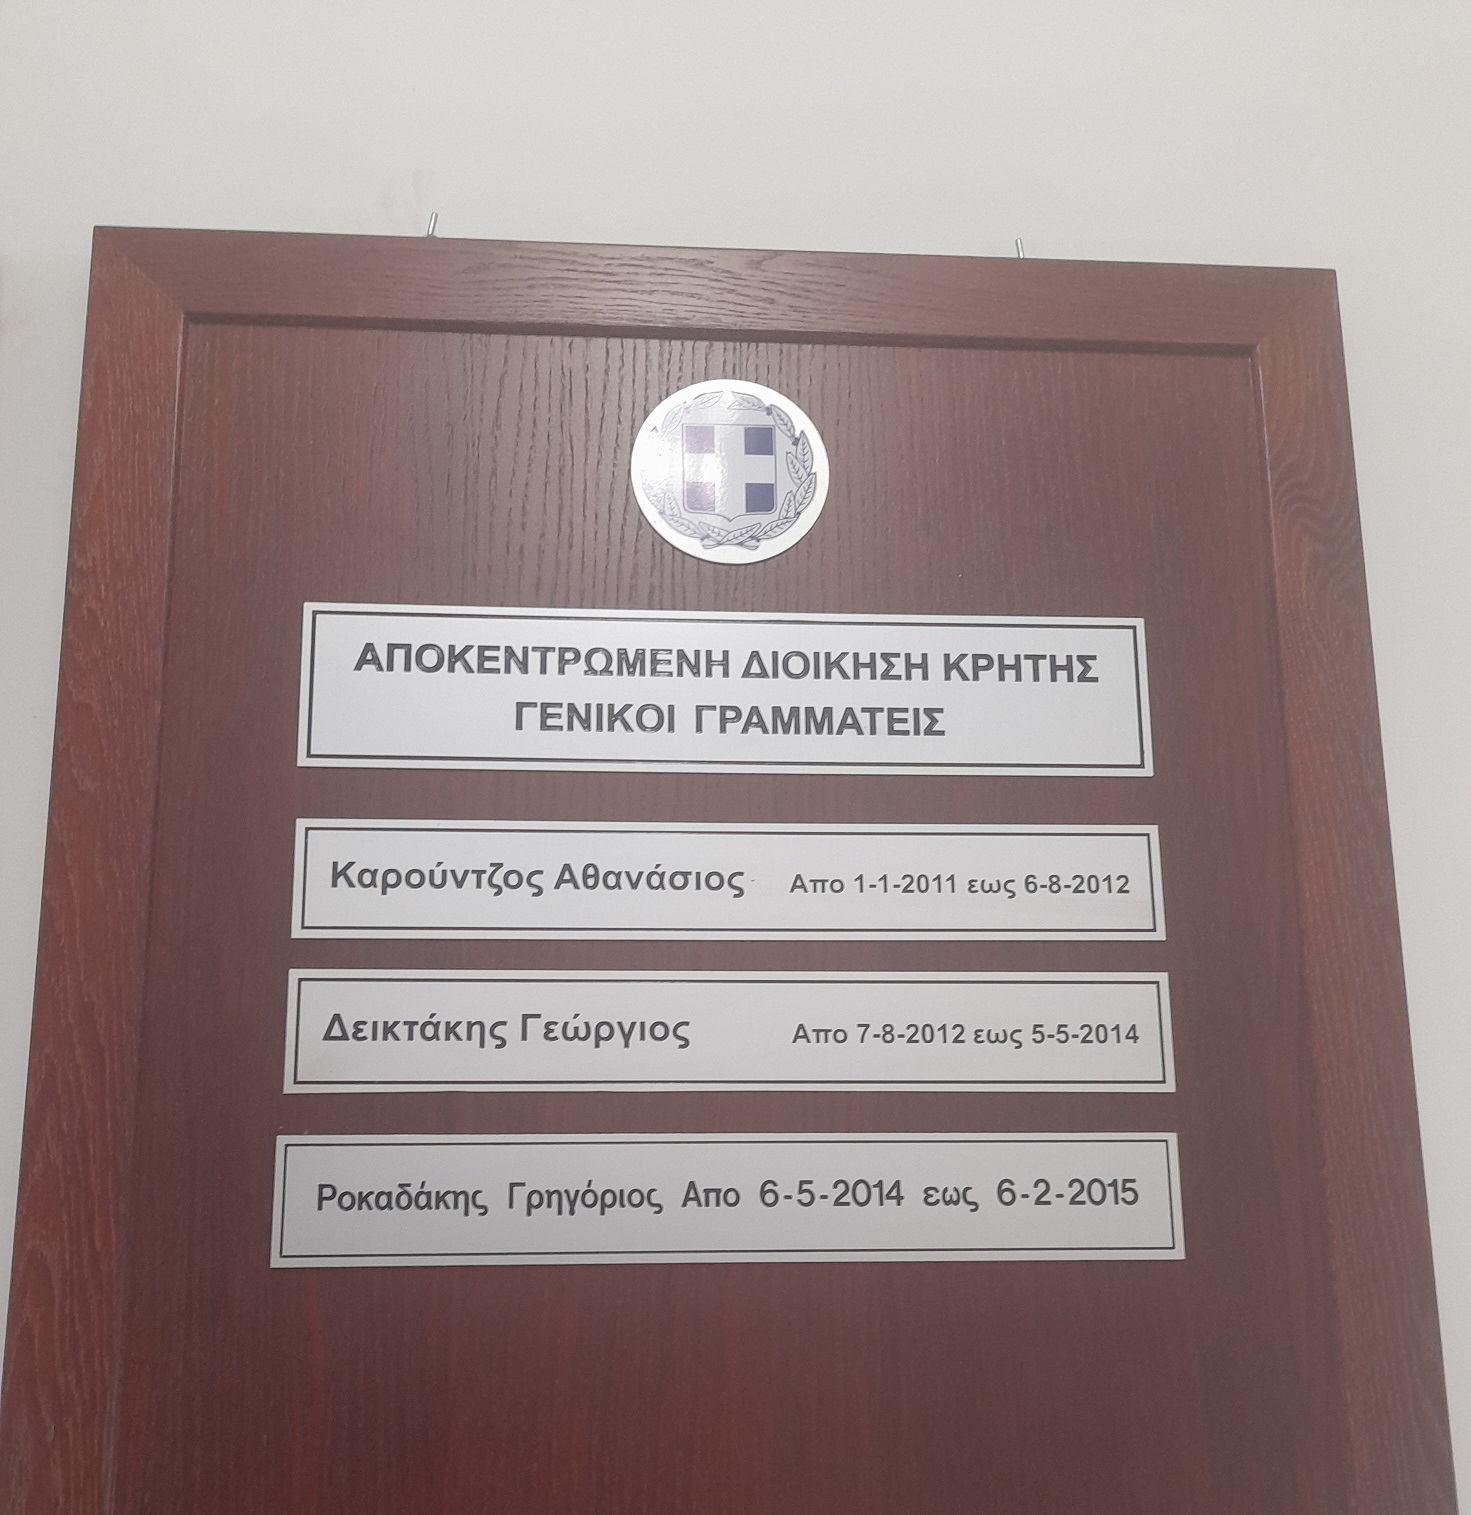 ΑΠΟΚΕΝΤΡΩΜΕΝΗ ΔΙΟΙΚΗΣΗ ΚΡΗΤΗΣ
ΓΕΝΙΚΟΙ ΓΡΑΜΜΑΤΕΙΣ
Καρούντζος Αθανάσιος Απο 1-1-2011 εως 6-8-2012
Δεικτάκης Γεώργιος Απο 7-8-2012 εως 5-5-2014
Ροκαδάκης Γρηγόριος Απο 6-5-2014 εως 6-2-2015